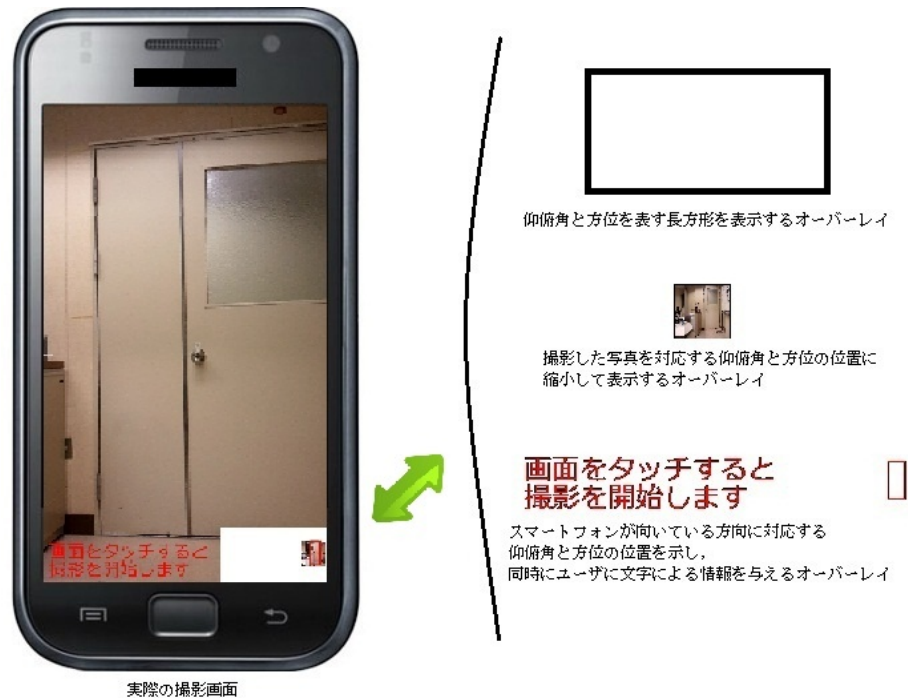 画面をタッチすると
撮影を開始します
実際の撮影画面
仰俯角と方位を表す長方形を表示するオーバーレイ
撮影した写真を対応する仰俯角と方位の位置に
縮小して表示するオーバーレイ
画面をタッチすると
撮影を開始します
スマートフォンが向いている方向に対応する
仰俯角と方位の位置を示し,
同時にユーザに文字による情報を与えるオーバーレイ